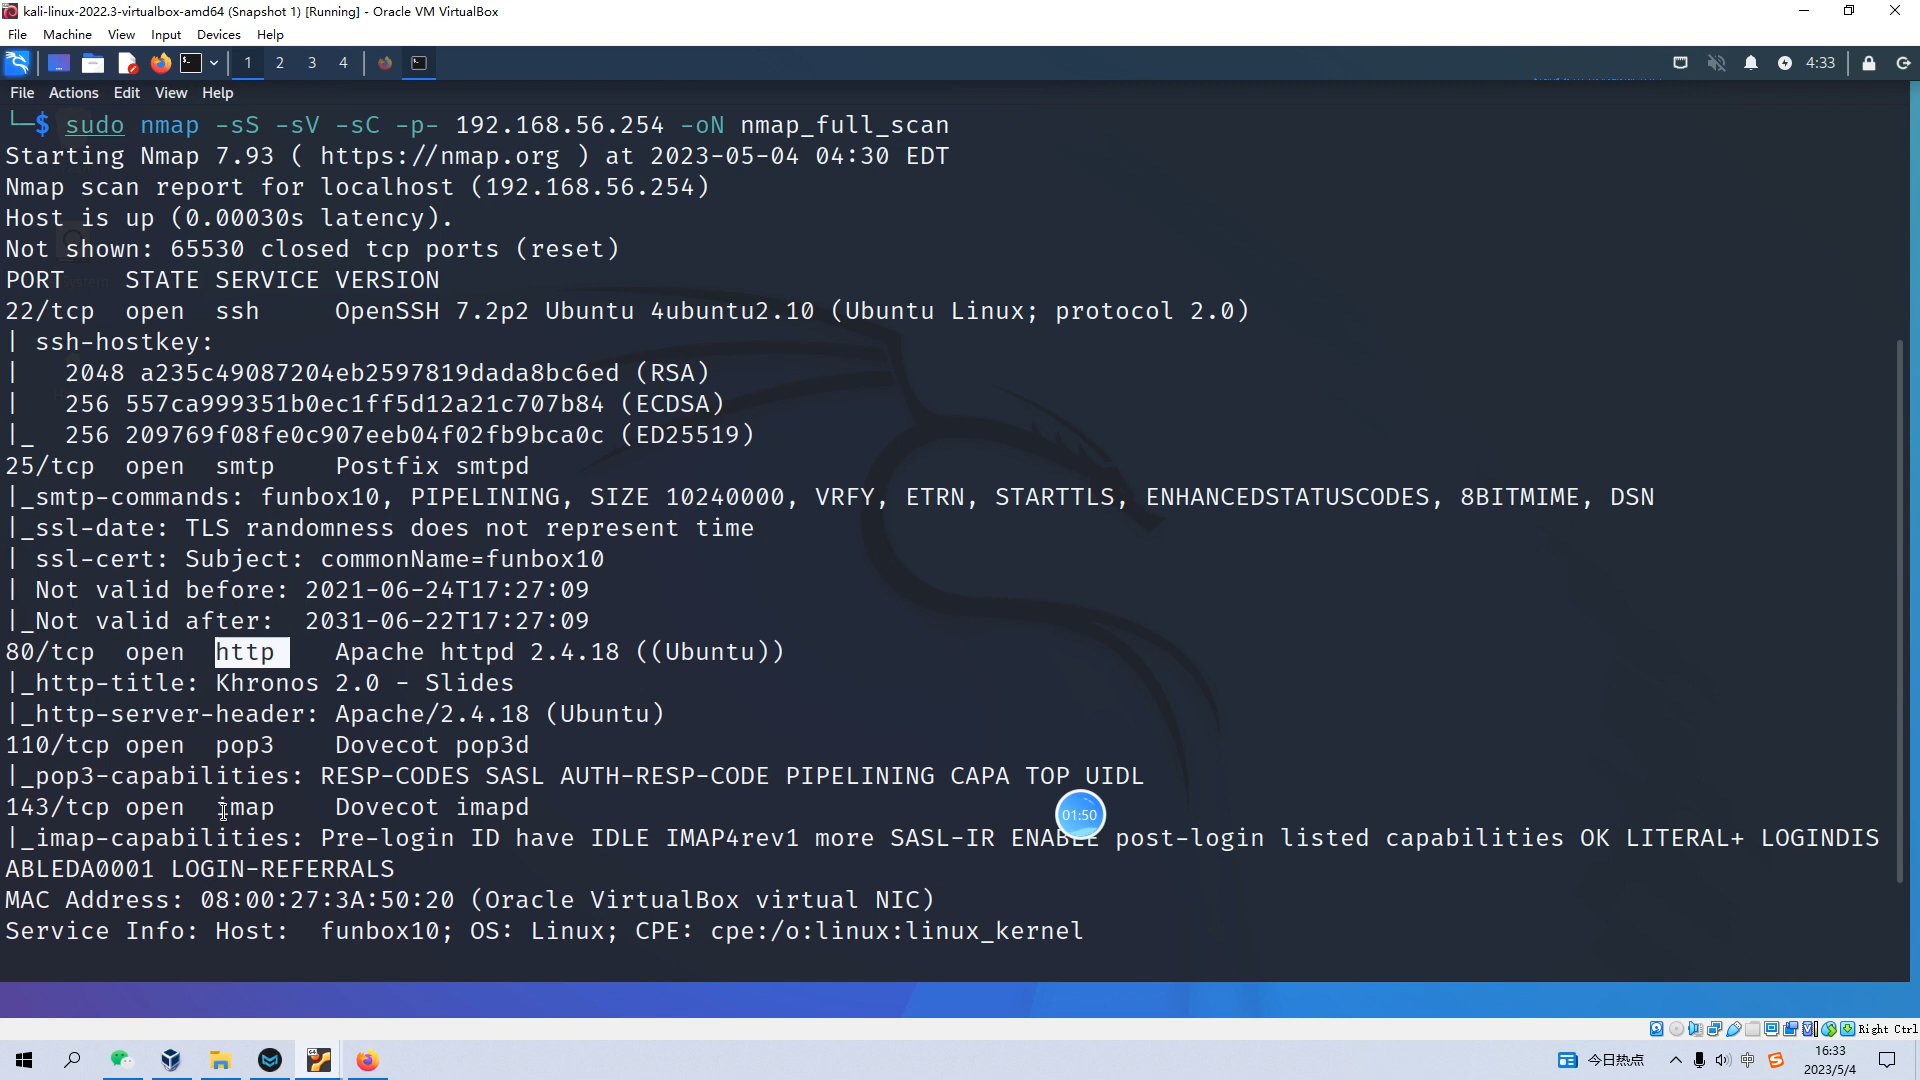 kali-linux-2022.3-virtualbox-amd64 (Snapshot 1) [Running] - Oracle VM VirtualBox
File Machine View Input Devices Help
1 2 3 4 4:33
File Actions Edit View Help
└─$ sudo nmap -sS -sV -sC -p- 192.168.56.254 -oN nmap_full_scan
Starting Nmap 7.93 ( https://nmap.org ) at 2023-05-04 04:30 EDT
Nmap scan report for localhost (192.168.56.254)
Host is up (0.00030s latency).
Not shown: 65530 closed tcp ports (reset)
PORT    STATE SERVICE VERSION
22/tcp  open  ssh     OpenSSH 7.2p2 Ubuntu 4ubuntu2.10 (Ubuntu Linux; protocol 2.0)
| ssh-hostkey:
|   2048 a235c49087204eb2597819dada8bc6ed (RSA)
|   256 557ca999351b0ec1ff5d12a21c707b84 (ECDSA)
|_  256 209769f08fe0c907eeb04f02fb9bca0c (ED25519)
25/tcp  open  smtp    Postfix smtpd
|_smtp-commands: funbox10, PIPELINING, SIZE 10240000, VRFY, ETRN, STARTTLS, ENHANCEDSTATUSCODES, 8BITMIME, DSN
|_ssl-date: TLS randomness does not represent time
| ssl-cert: Subject: commonName=funbox10
| Not valid before: 2021-06-24T17:27:09
|_Not valid after:  2031-06-22T17:27:09
80/tcp  open  http    Apache httpd 2.4.18 ((Ubuntu))
|_http-title: Khronos 2.0 - Slides
|_http-server-header: Apache/2.4.18 (Ubuntu)
110/tcp open  pop3    Dovecot pop3d
|_pop3-capabilities: RESP-CODES SASL AUTH-RESP-CODE PIPELINING CAPA TOP UIDL
143/tcp open  imap    Dovecot imapd
01:50
|_imap-capabilities: Pre-login ID have IDLE IMAP4rev1 more SASL-IR ENABLE post-login listed capabilities OK LITERAL+ LOGINDIS
ABLEDA0001 LOGIN-REFERRALS
MAC Address: 08:00:27:3A:50:20 (Oracle VirtualBox virtual NIC)
Service Info: Host:  funbox10; OS: Linux; CPE: cpe:/o:linux:linux_kernel
Right Ctrl
今日热点 中 16:33
2023/5/4